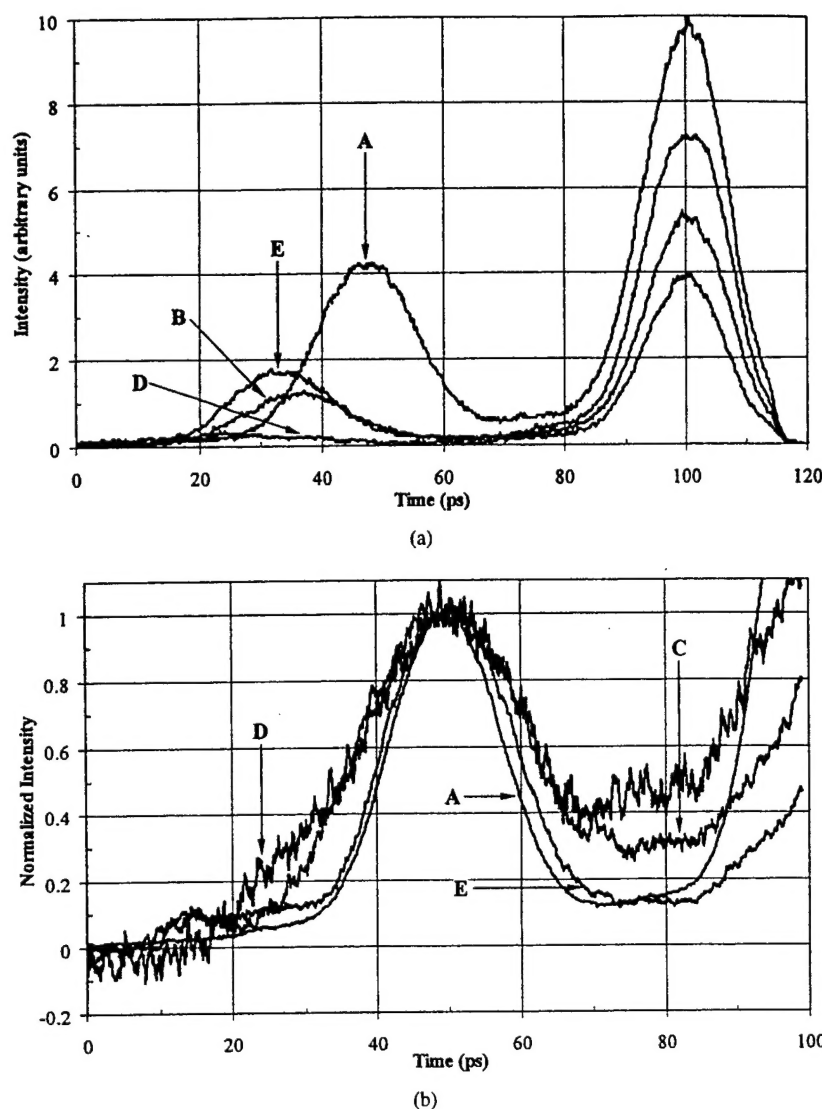 10
8
6
4
2
0
Intensity (arbitrary units)
A
E
B
D
0 20 40 60 80 100 120
Time (ps)
(a)
1
0.8
0.6
0.4
0.2
0
-0.2
Normalized Intensity
D
C
A
E
0 20 40 60 80 100
Time (ps)
(b)